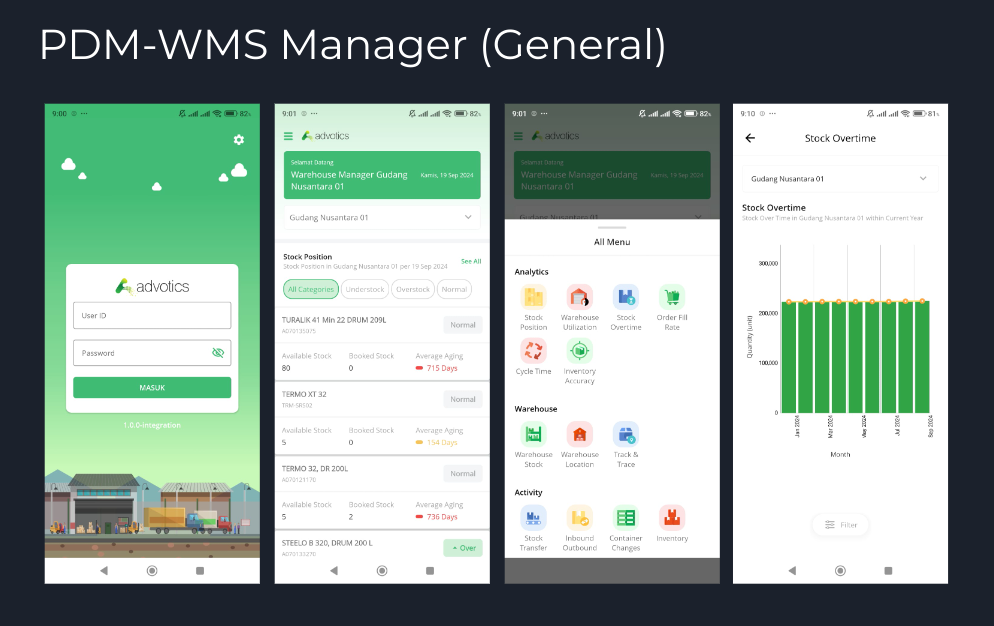 PDM-WMS Manager (General)
9:00
82
advotics
User ID
Password
MASUK
1.0.0-integration
9:01
82
advotics
Selamat Datang
Warehouse Manager Gudang
Nusantara 01
Kamis, 19 Sep 2024
Gudang Nusantara 01
Stock Position
Stock Position in Gudang Nusantara 01 per 19 Sep 2024
See All
All Categories
Understock
Overstock
Normal
TURALIK 41 Min 22 DRUM 209L
Normal
Available Stock
Booked Stock
Average Aging
80
0
715 Days
TERMO XT 32
TRM-SRS02
Normal
Available Stock
Booked Stock
Average Aging
5
0
154 Days
TERMO 32, DR 200L
A070121170
Normal
Available Stock
Booked Stock
Average Aging
5
2
736 Days
STEELO B 320, DRUM 200 L
A070133270
Over
9:01
82
advotics
Selamat Datang
Warehouse Manager Gudang
Nusantara 01
Kamis, 19 Sep 2024
Gudang Nusantara 01
All Menu
Analytics
Stock Position
Warehouse Utilization
Stock Overtime
Order Fill Rate
Cycle Time
Inventory Accuracy
Warehouse
Warehouse Stock
Warehouse Location
Track & Trace
Activity
Stock Transfer
Inbound Outbound
Container Changes
Inventory
9:10
81
Stock Overtime
Gudang Nusantara 01
Stock Overtime
Stock Over Time in Gudang Nusantara 01 within Current Year
Quantity (unit)
300,000
200,000
100,000
0
Jan 2024
Mar 2024
May 2024
Jul 2024
Sep 2024
Month
Filter